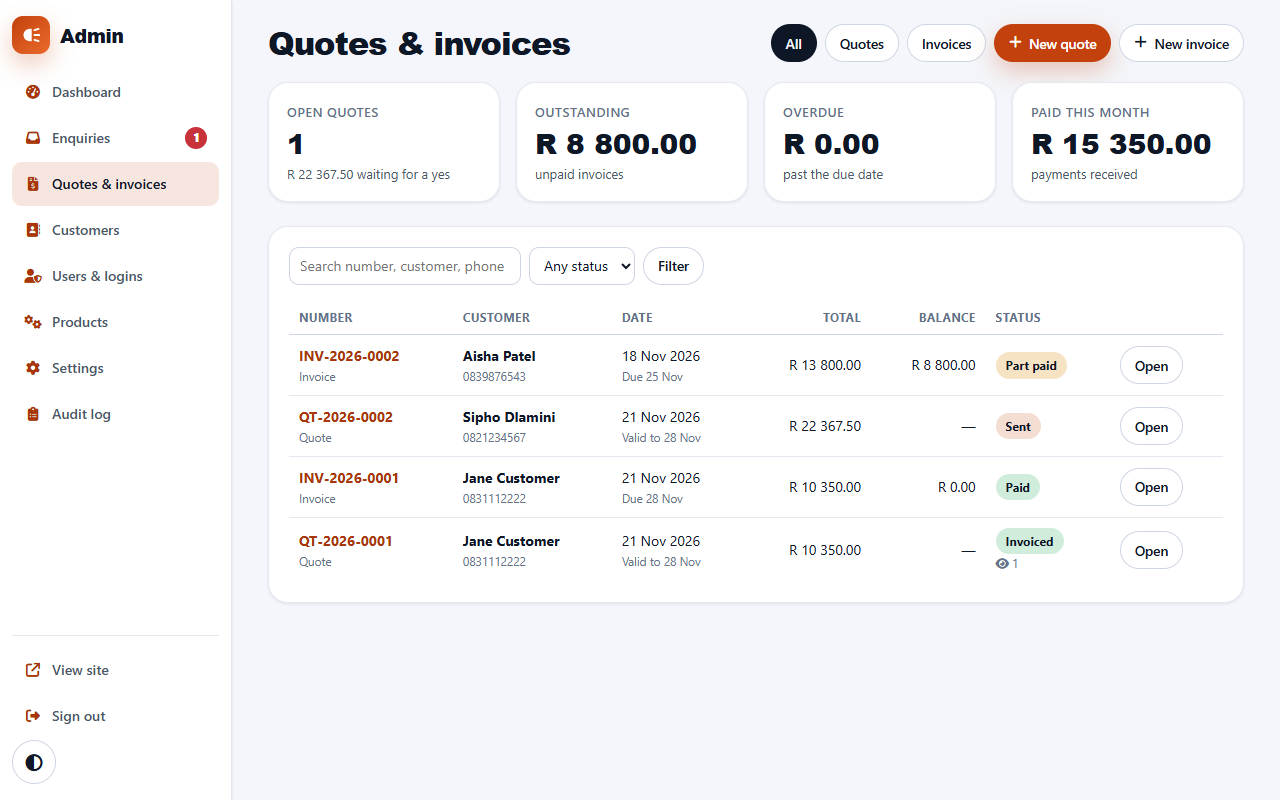 Admin
Dashboard
Enquiries 1
Quotes & invoices
Customers
Users & logins
Products
Settings
Audit log
View site
Sign out
Quotes & invoices
All Quotes Invoices + New quote + New invoice
OPEN QUOTES
1
R 22 367.50 waiting for a yes
OUTSTANDING
R 8 800.00
unpaid invoices
OVERDUE
R 0.00
past the due date
PAID THIS MONTH
R 15 350.00
payments received
Search number, customer, phone Any status Filter
NUMBER CUSTOMER DATE TOTAL BALANCE STATUS
INV-2026-0002 Aisha Patel 18 Nov 2026 R 13 800.00 R 8 800.00 Part paid Open
Invoice 0839876543 Due 25 Nov
QT-2026-0002 Sipho Dlamini 21 Nov 2026 R 22 367.50 — Sent Open
Quote 0821234567 Valid to 28 Nov
INV-2026-0001 Jane Customer 21 Nov 2026 R 10 350.00 R 0.00 Paid Open
Invoice 0831112222 Due 28 Nov
QT-2026-0001 Jane Customer 21 Nov 2026 R 10 350.00 — Invoiced Open
Quote 0831112222 Valid to 28 Nov 1